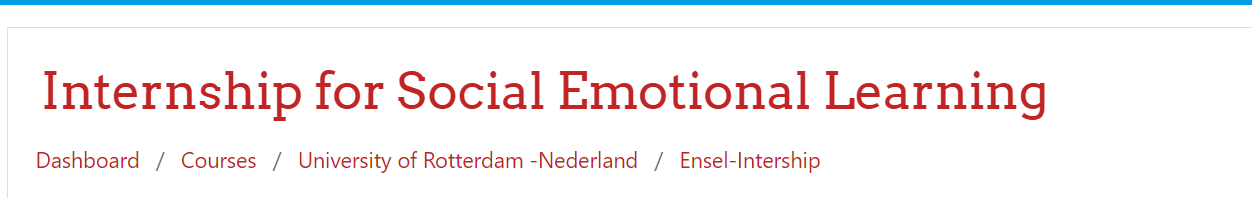 Internship for Social Emotional Learning
Dashboard / Courses / University of Rotterdam -Nederland / Ensel-Intership